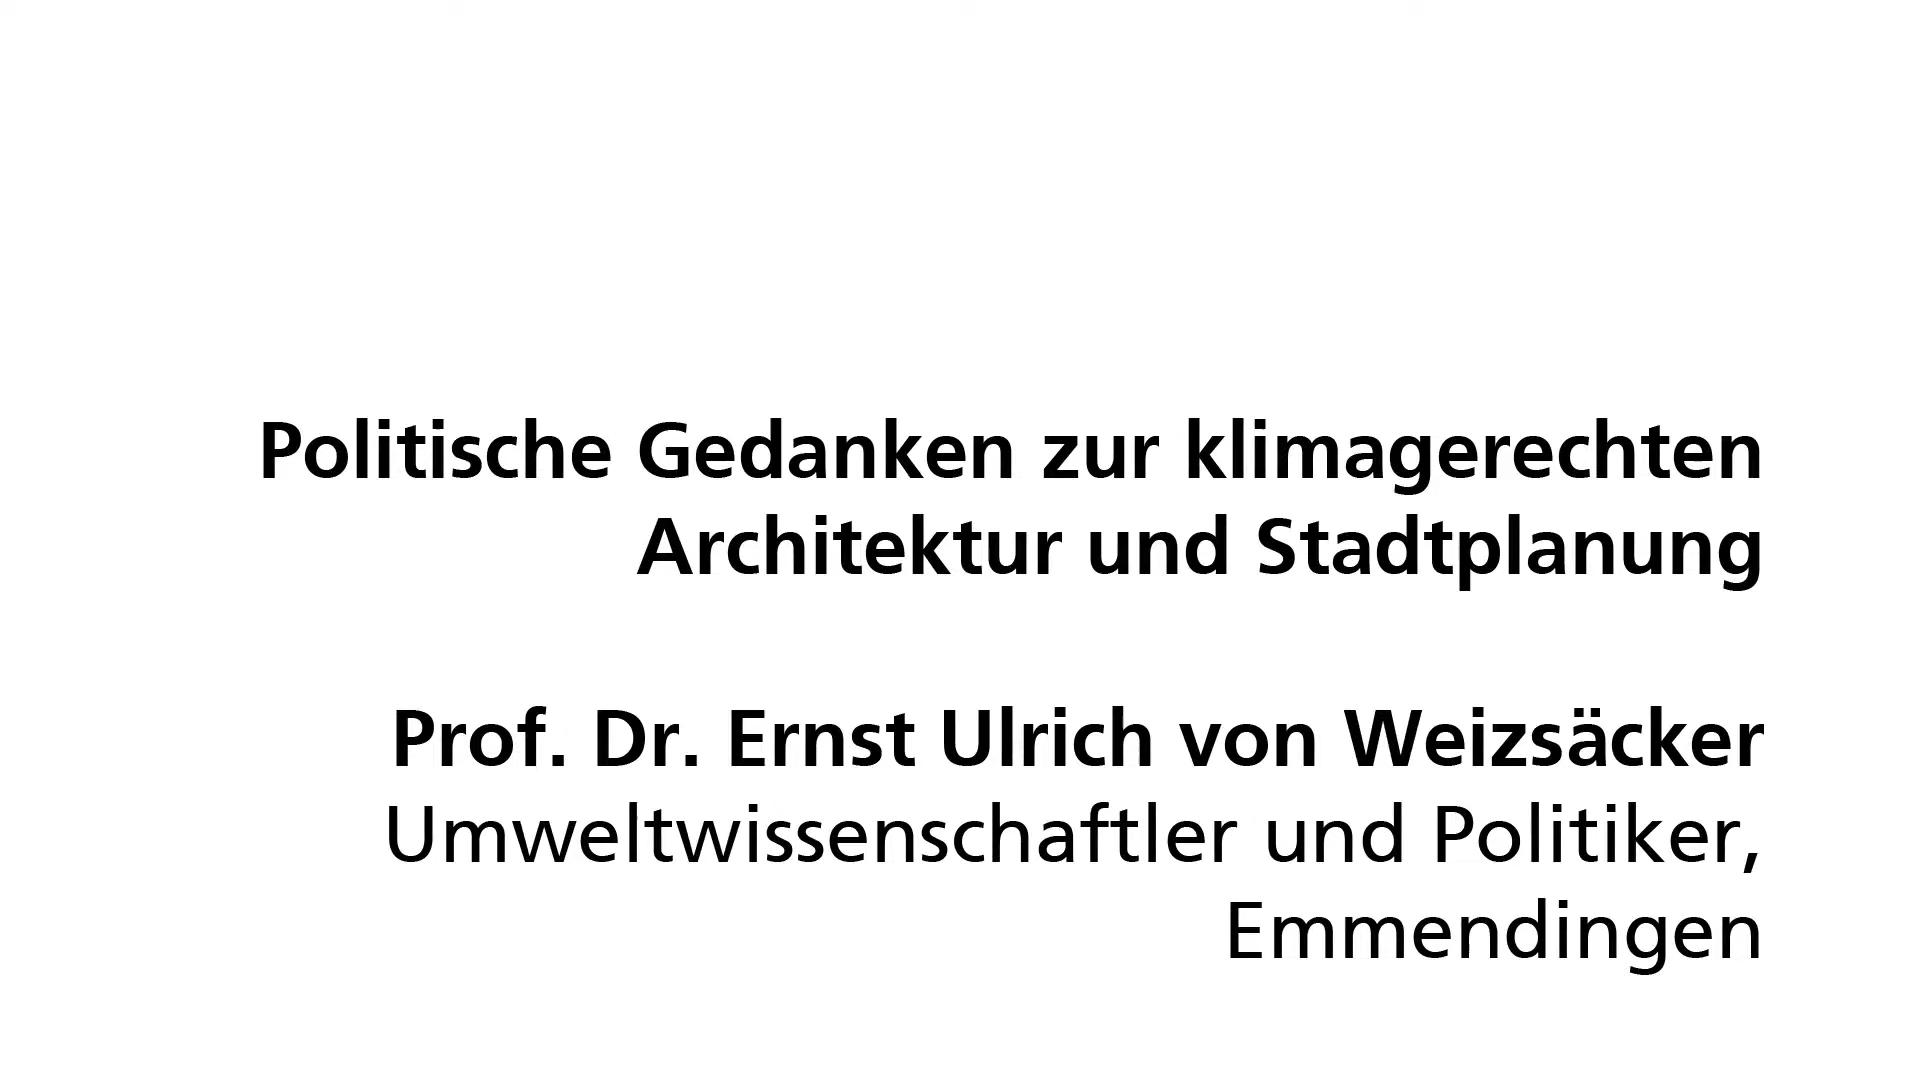 Politische Gedanken zur klimagerechten
Architektur und Stadtplanung
Prof. Dr. Ernst Ulrich von Weizsäcker
Umweltwissenschaftler und Politiker,
Emmendingen